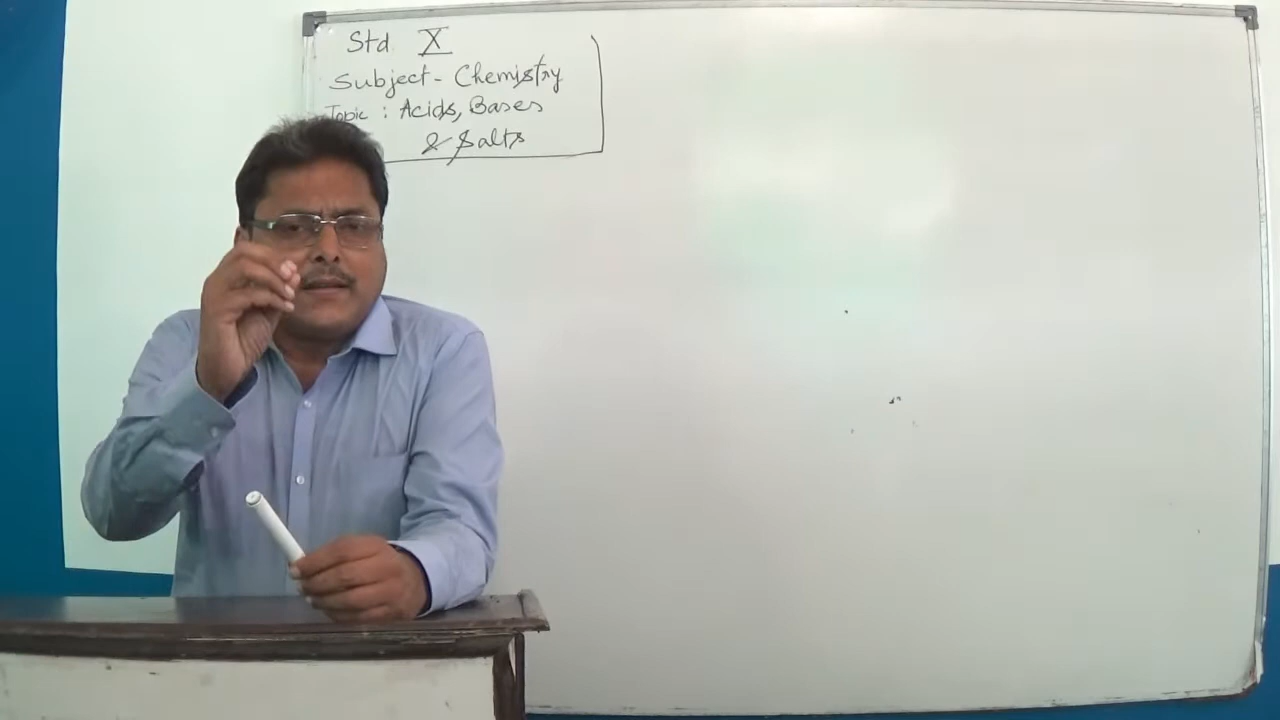 Std X
Subject - Chemistry
Topic : Acids, Bases
& Salts